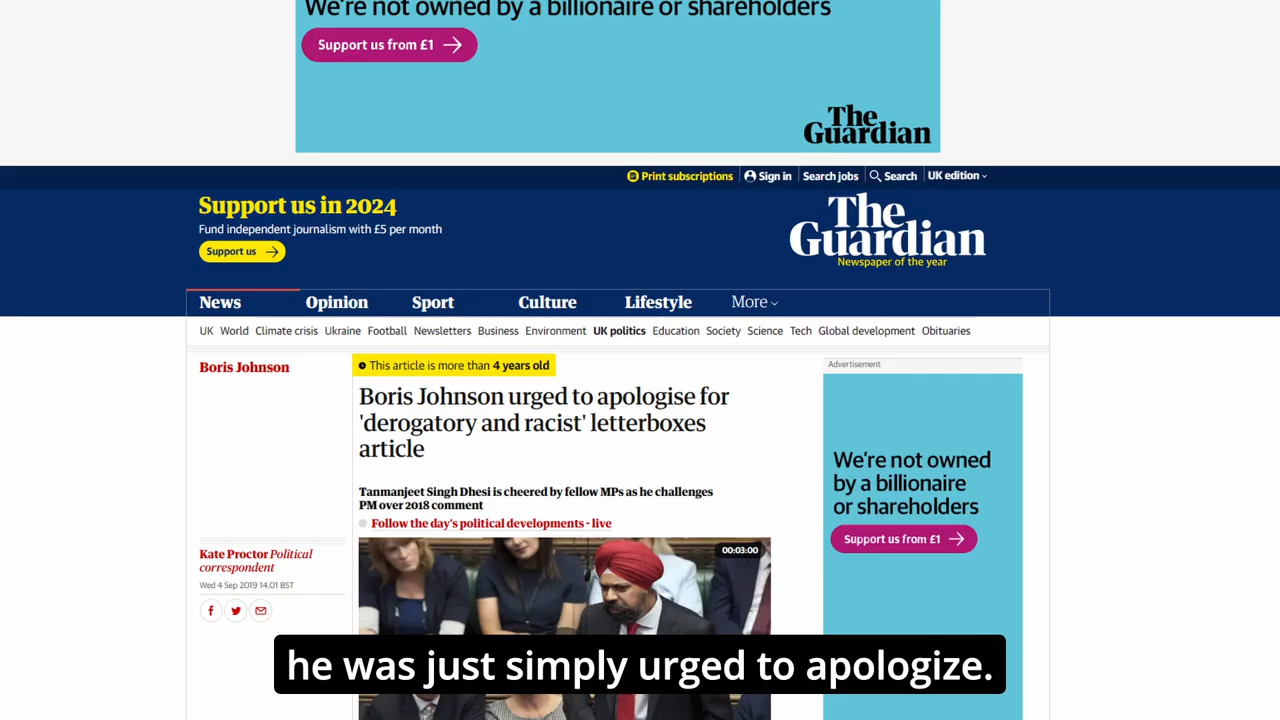 We're not owned by a billionaire or shareholders
Support us from £1
The
Guardian
Print subscriptions
Sign in
Search jobs
Search
UK edition
Support us in 2024
Fund independent journalism with £5 per month
Support us
The
Guardian
Newspaper of the year
News
Opinion
Sport
Culture
Lifestyle
More
UK World Climate crisis Ukraine Football Newsletters Business Environment UK politics Education Society Science Tech Global development Obituaries
Boris Johnson
This article is more than 4 years old
Boris Johnson urged to apologise for
'derogatory and racist' letterboxes
article
Tanmanjeet Singh Dhesi is cheered by fellow MPs as he challenges
PM over 2018 comment
Follow the day's political developments - live
Kate Proctor Political
correspondent
Wed 4 Sep 2019 14.01 BST
00:03:00
Advertisement
We're not owned
by a billionaire
or shareholders
Support us from £1
he was just simply urged to apologize.